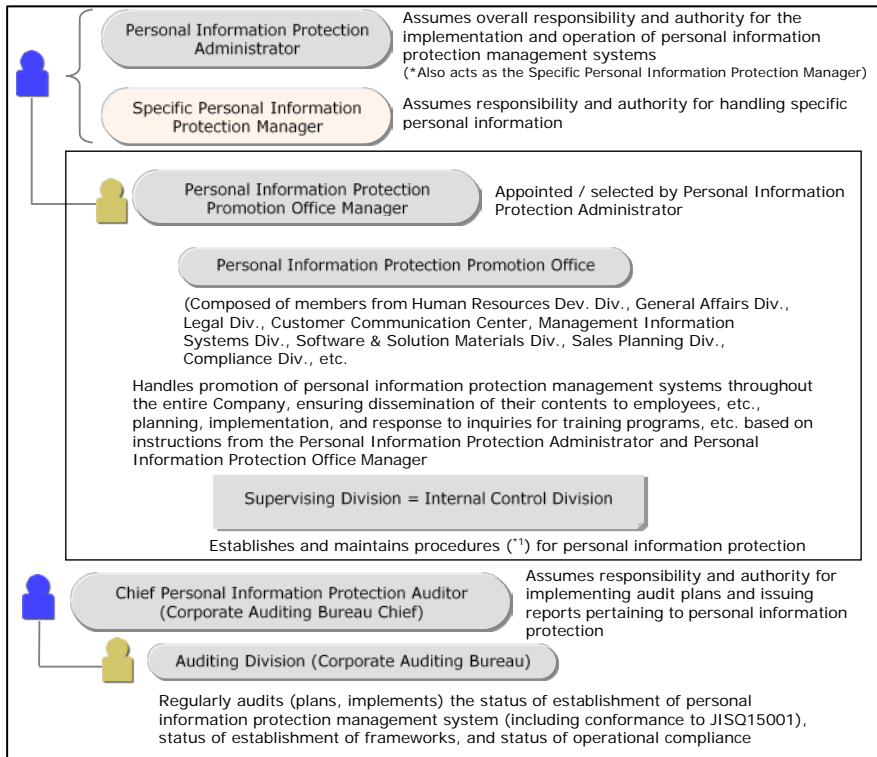 Personal Information Protection
Administrator
Assumes overall responsibility and authority for the
implementation and operation of personal information
protection management systems
(*Also acts as the Specific Personal Information Protection Manager)
Specific Personal Information
Protection Manager
Assumes responsibility and authority for handling specific
personal information
Personal Information Protection
Promotion Office Manager
Appointed / selected by Personal Information
Protection Administrator
Personal Information Protection Promotion Office
(Composed of members from Human Resources Dev. Div., General Affairs Div.,
Legal Div., Customer Communication Center, Management Information
Systems Div., Software & Solution Materials Div., Sales Planning Div.,
Compliance Div., etc.
Handles promotion of personal information protection management systems throughout
the entire Company, ensuring dissemination of their contents to employees, etc.,
planning, implementation, and response to inquiries for training programs, etc. based on
instructions from the Personal Information Protection Administrator and Personal
Information Protection Office Manager
Supervising Division = Internal Control Division
Establishes and maintains procedures (*1) for personal information protection
Chief Personal Information Protection Auditor
(Corporate Auditing Bureau Chief)
Assumes responsibility and authority for
implementing audit plans and issuing
reports pertaining to personal information
protection
Auditing Division (Corporate Auditing Bureau)
Regularly audits (plans, implements) the status of establishment of personal
information protection management system (including conformance to JISQ15001),
status of establishment of frameworks, and status of operational compliance